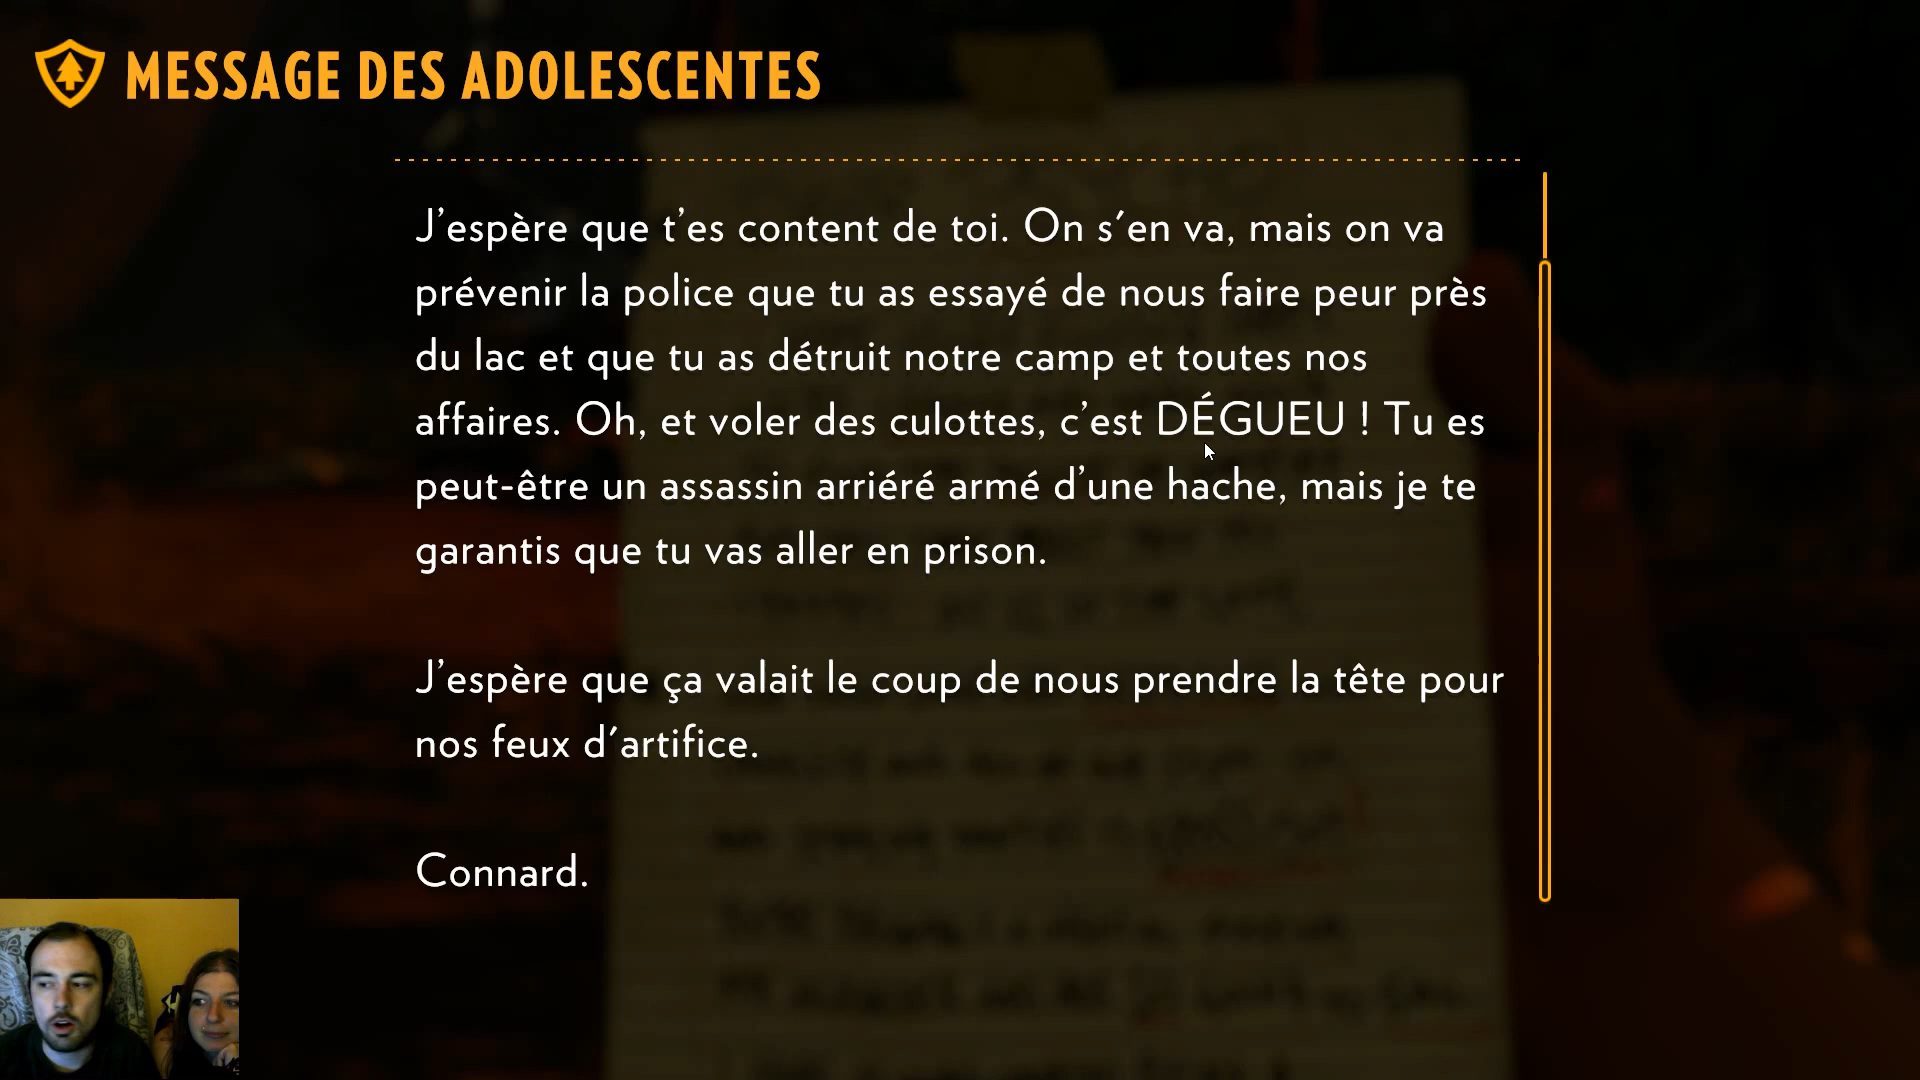 MESSAGE DES ADOLESCENTES
J'espère que t'es content de toi. On s'en va, mais on va
prévenir la police que tu as essayé de nous faire peur près
du lac et que tu as détruit notre camp et toutes nos
affaires. Oh, et voler des culottes, c'est DÉGUEU ! Tu es
peut-être un assassin arriéré armé d'une hache, mais je te
garantis que tu vas aller en prison.
J'espère que ça valait le coup de nous prendre la tête pour
nos feux d'artifice.
Connard.